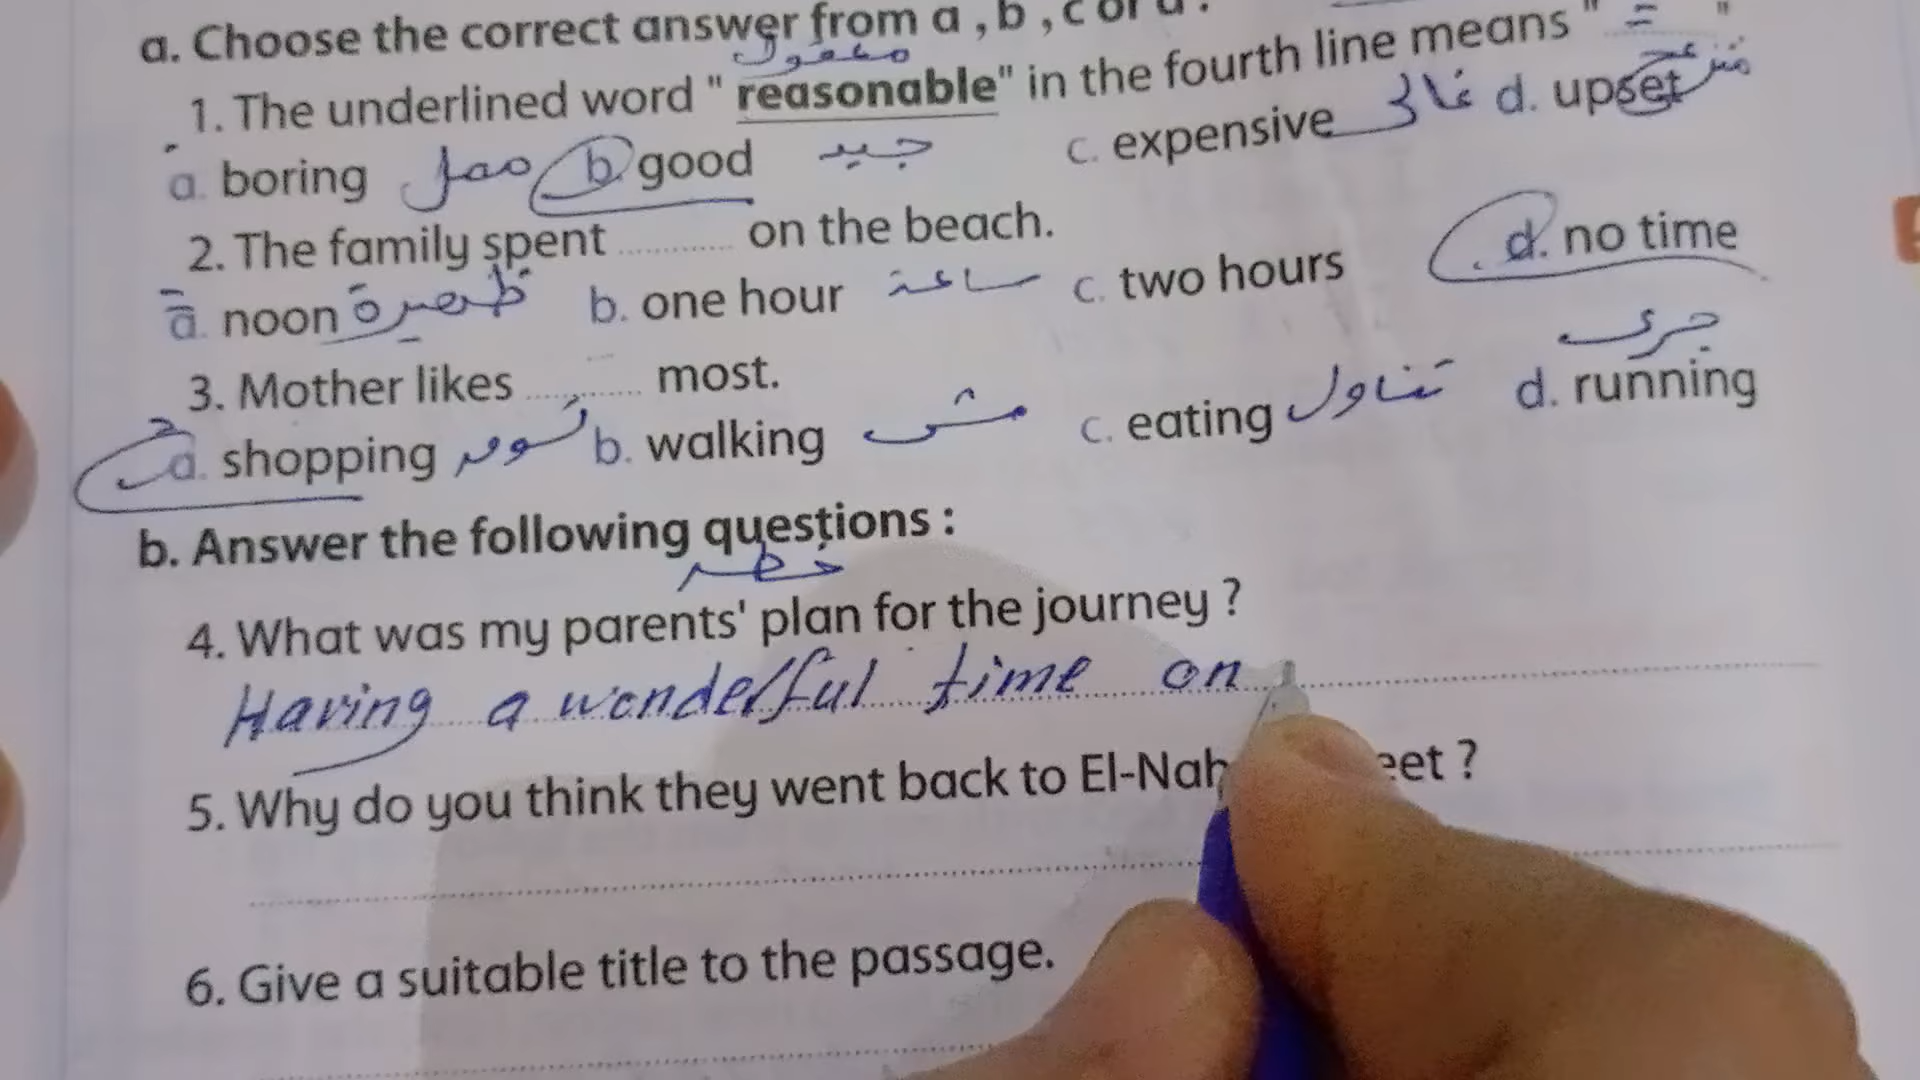 a. Choose the correct answer from a , b , c or d :
معقول
1. The underlined word " reasonable" in the fourth line means " = "
a. boring ممل b. good جيد c. expensive غالى d. upset منزعج
2. The family spent ............ on the beach.
a. noon ظهيرة b. one hour ساعة c. two hours d. no time
3. Mother likes ............ most.
جرى
a. shopping b. walking مشى c. eating تناول d. running
b. Answer the following questions :
4. What was my parents' plan for the journey ?
Having a wonderful time on
5. Why do you think they went back to El-Nah eet ?
6. Give a suitable title to the passage.